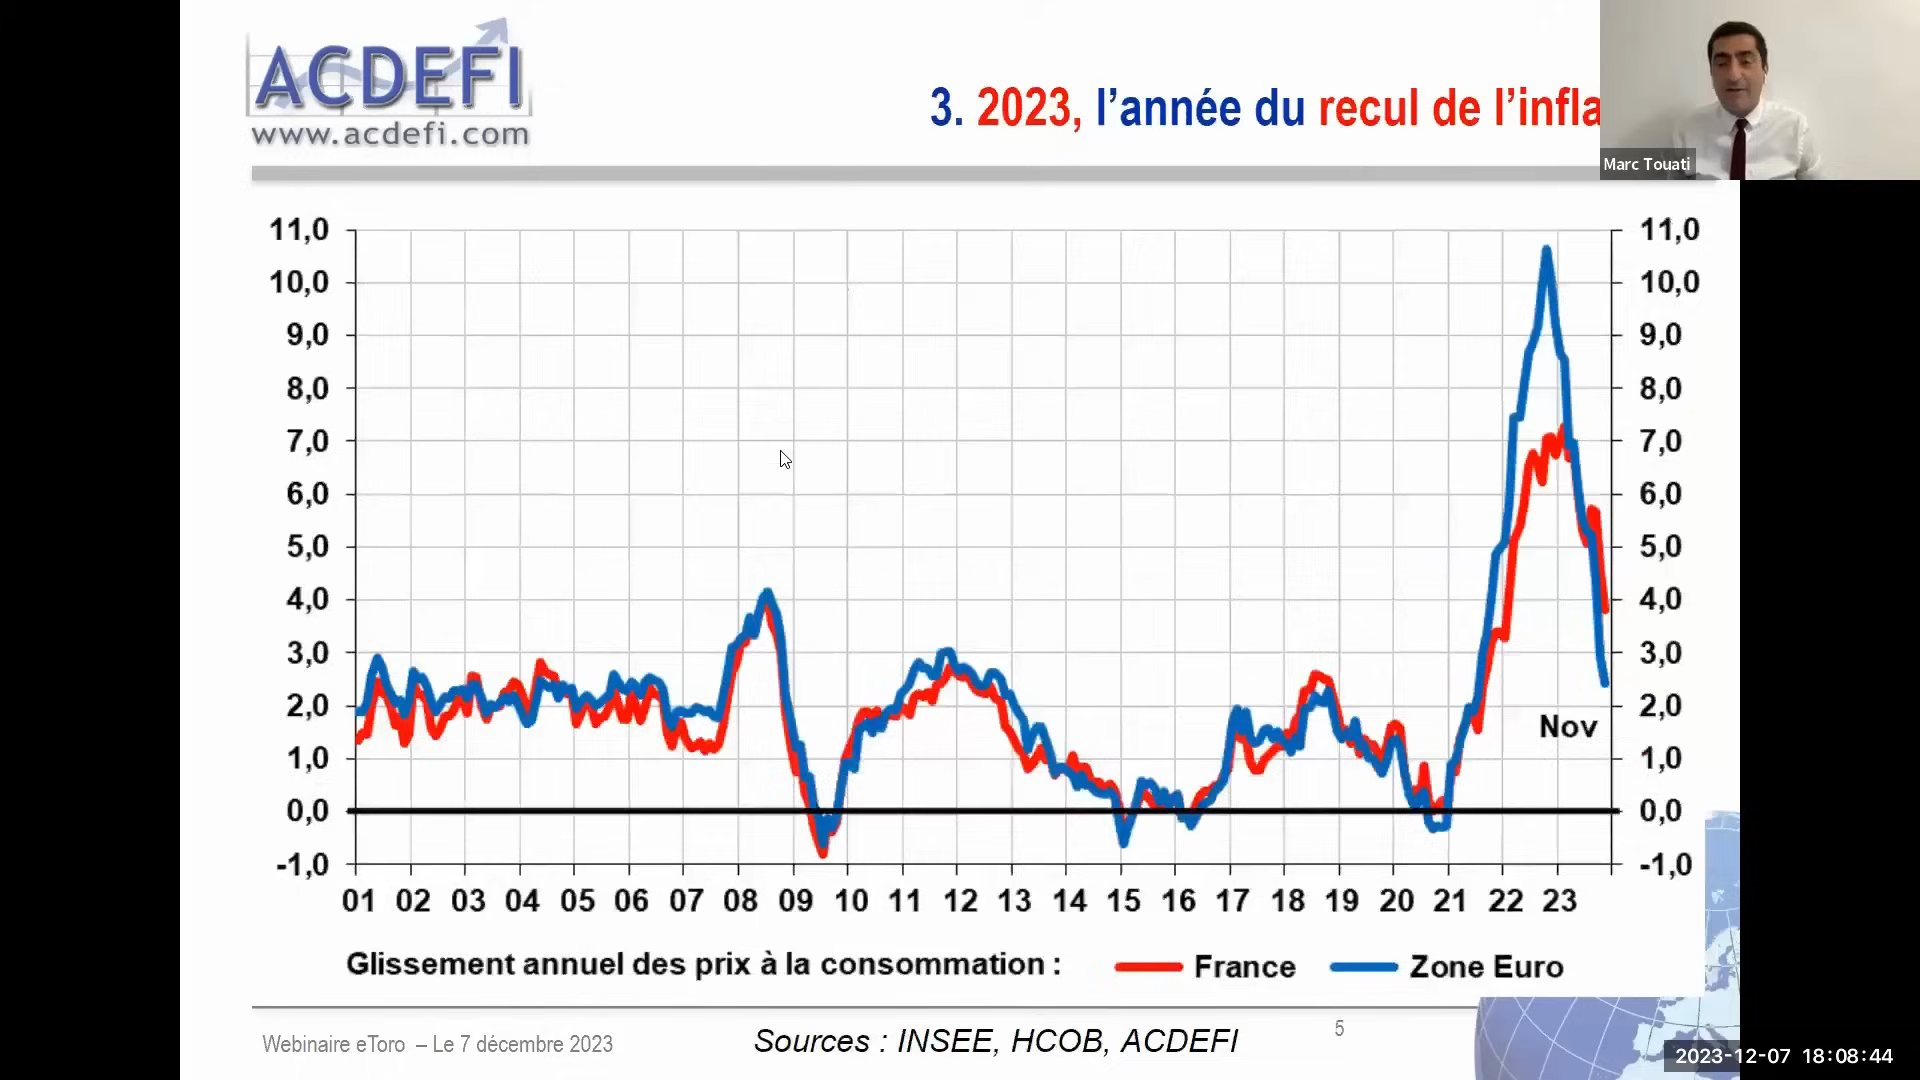 ACDEFI
www.acdefi.com
3. 2023, l’année du recul de l’infla
Marc Touati
11,0 11,0
10,0 10,0
9,0 9,0
8,0 8,0
7,0 7,0
6,0 6,0
5,0 5,0
4,0 4,0
3,0 3,0
2,0 2,0
Nov
1,0 1,0
0,0 0,0
-1,0 -1,0
01 02 03 04 05 06 07 08 09 10 11 12 13 14 15 16 17 18 19 20 21 22 23
Glissement annuel des prix à la consommation : France Zone Euro
Webinaire eToro – Le 7 décembre 2023
Sources : INSEE, HCOB, ACDEFI
5
2023-12-07 18:08:44